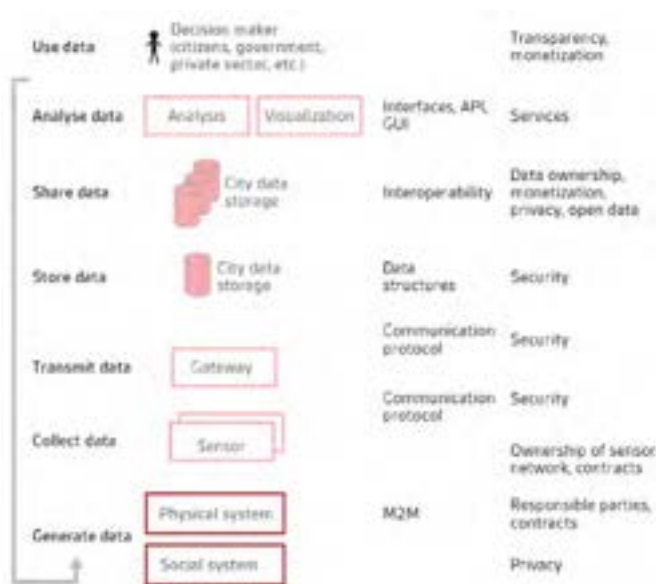 Use data
Decision maker
(citizens, government,
private sector, etc.)
Transparency,
monetization
Analyse data
Analysis
Visualization
Interfaces, API,
GUI
Services
Share data
City data
storage
Interoperability
Data ownership,
monetization,
privacy, open data
Store data
City data
storage
Data
structures
Security
Communication
protocol
Security
Transmit data
Gateway
Communication
protocol
Security
Collect data
Sensor
Ownership of sensor
network, contracts
Physical system
M2M
Responsible parties,
contracts
Generate data
Social system
Privacy